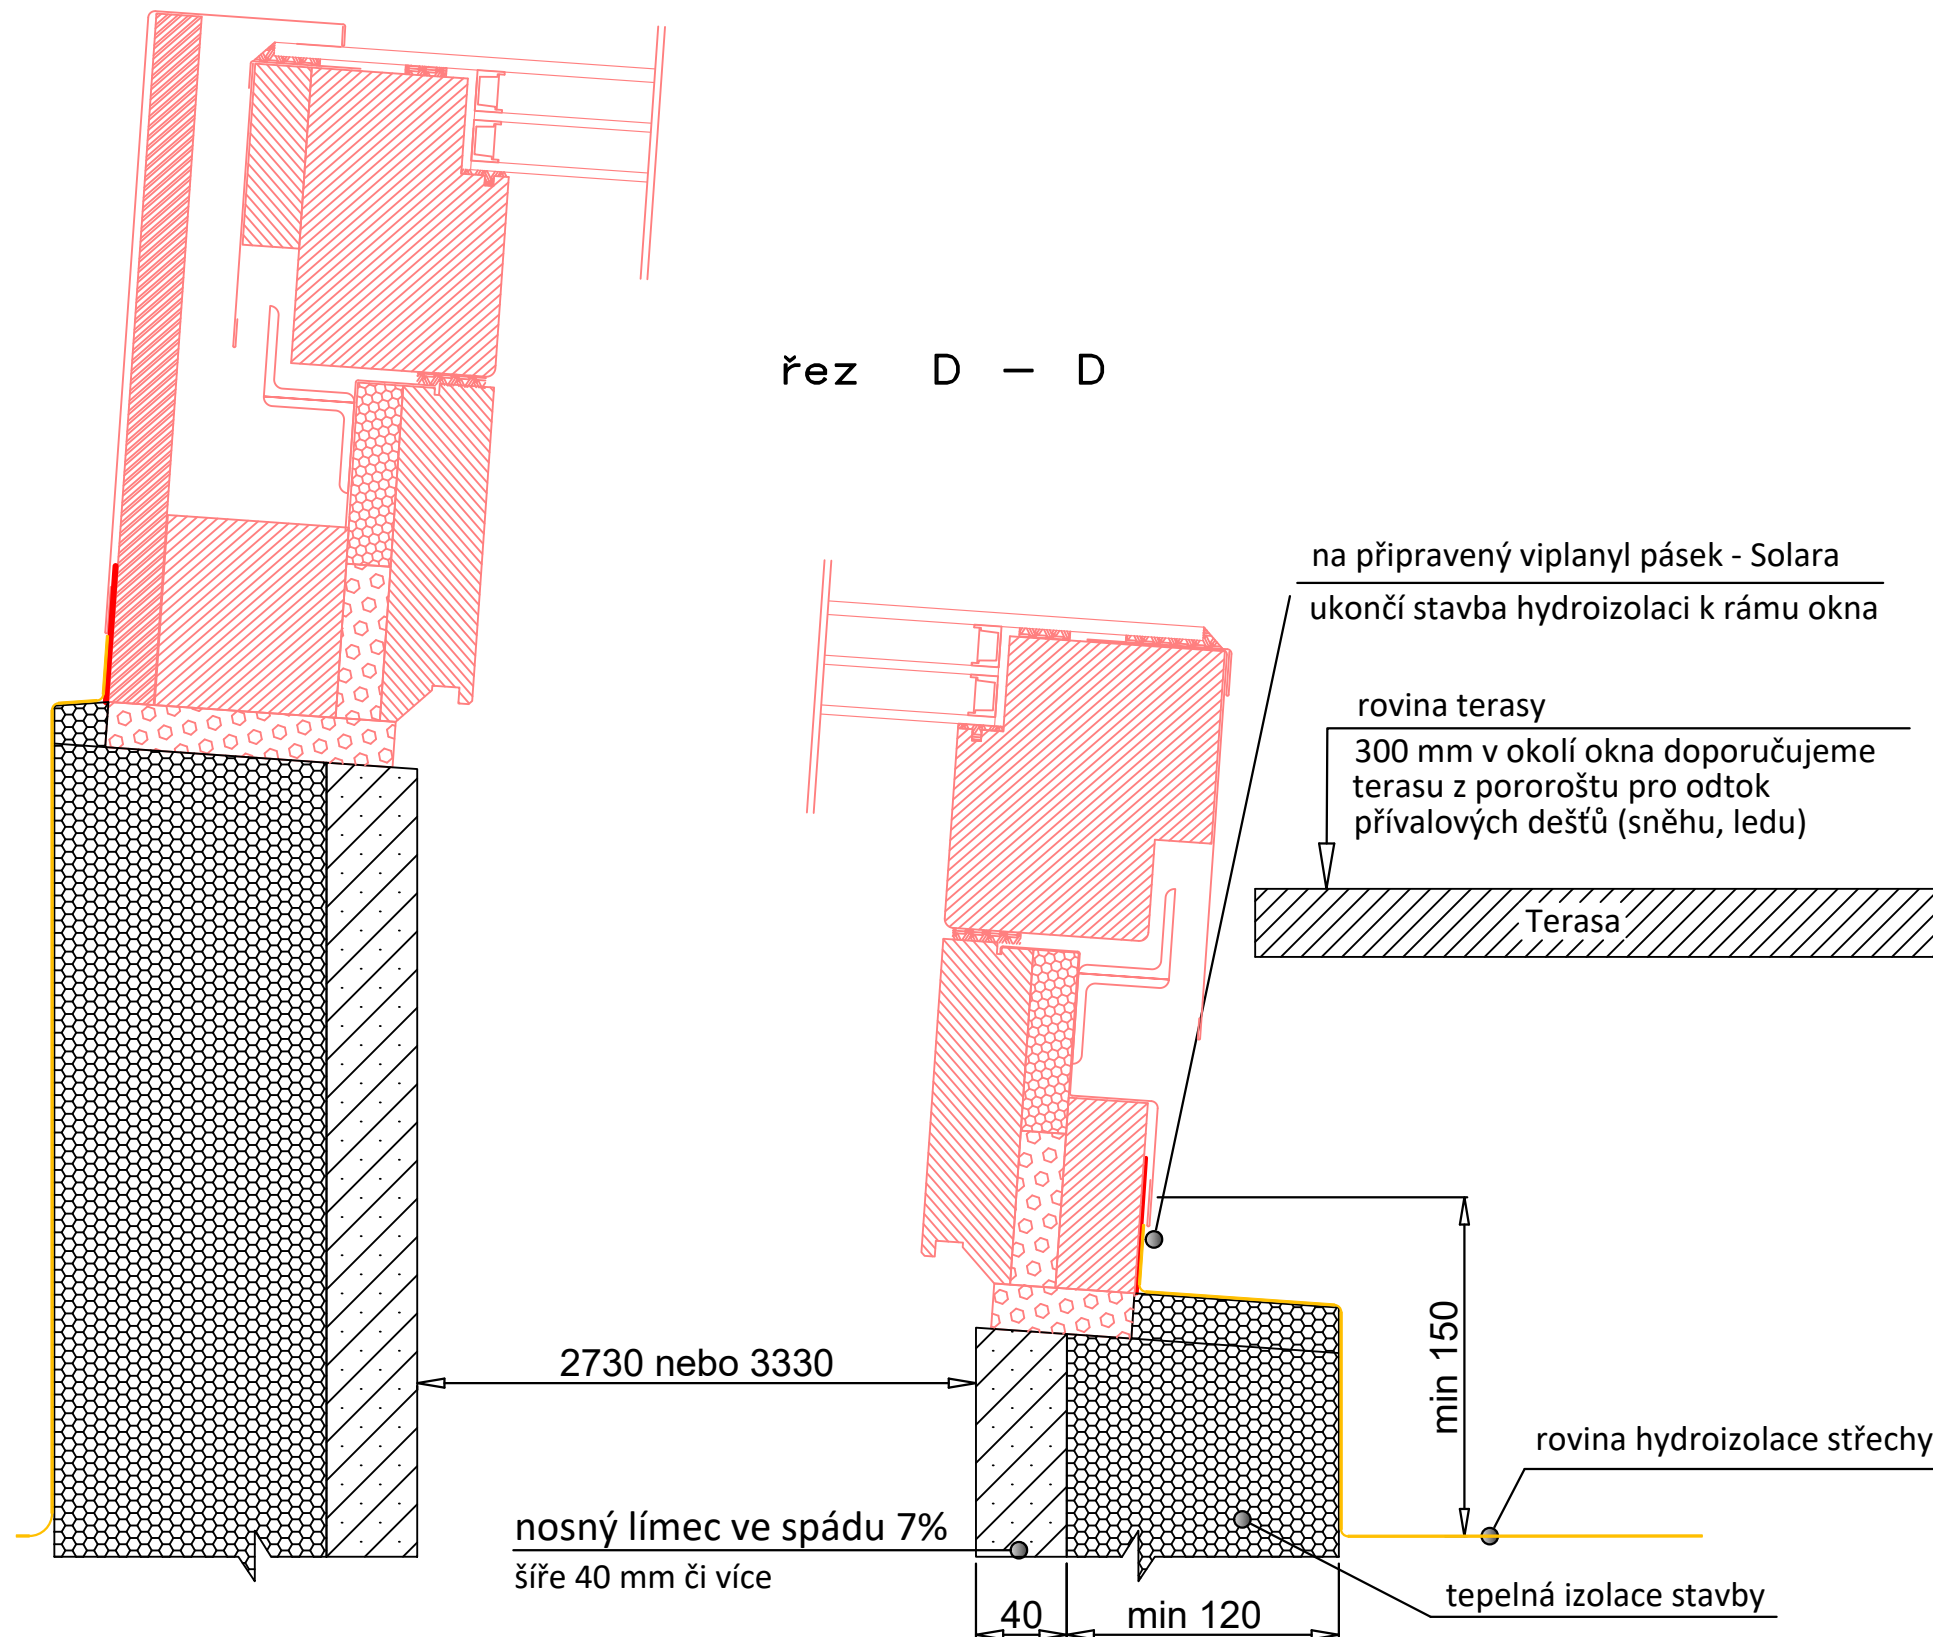 řez D – D
na připravený viplanyl pásek - Solara
ukončí stavba hydroizolaci k rámu okna
rovina terasy
300 mm v okolí okna doporučujeme
terasu z pororoštu pro odtok
přívalových dešťů (sněhu, ledu)
Terasa
2730 nebo 3330
min 150
rovina hydroizolace střechy
nosný límec ve spádu 7%
šíře 40 mm či více
tepelná izolace stavby
40
min 120